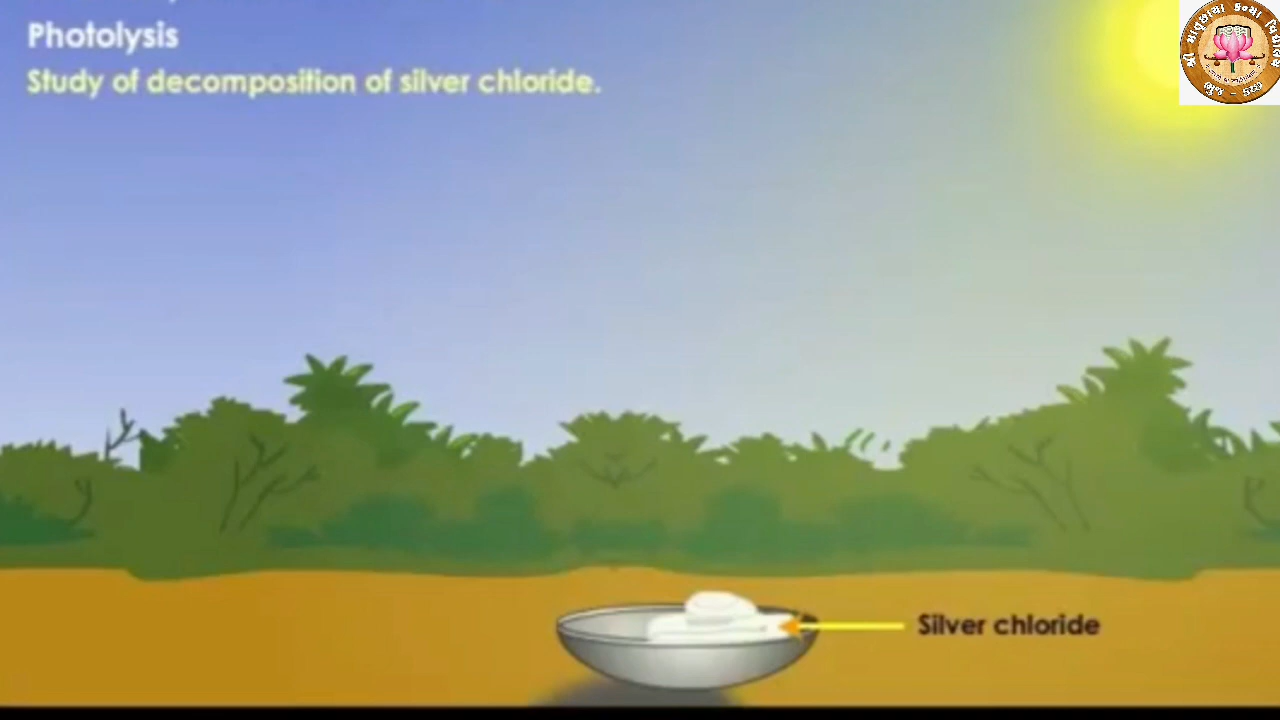 Photolysis
Study of decomposition of silver chloride.
Silver chloride